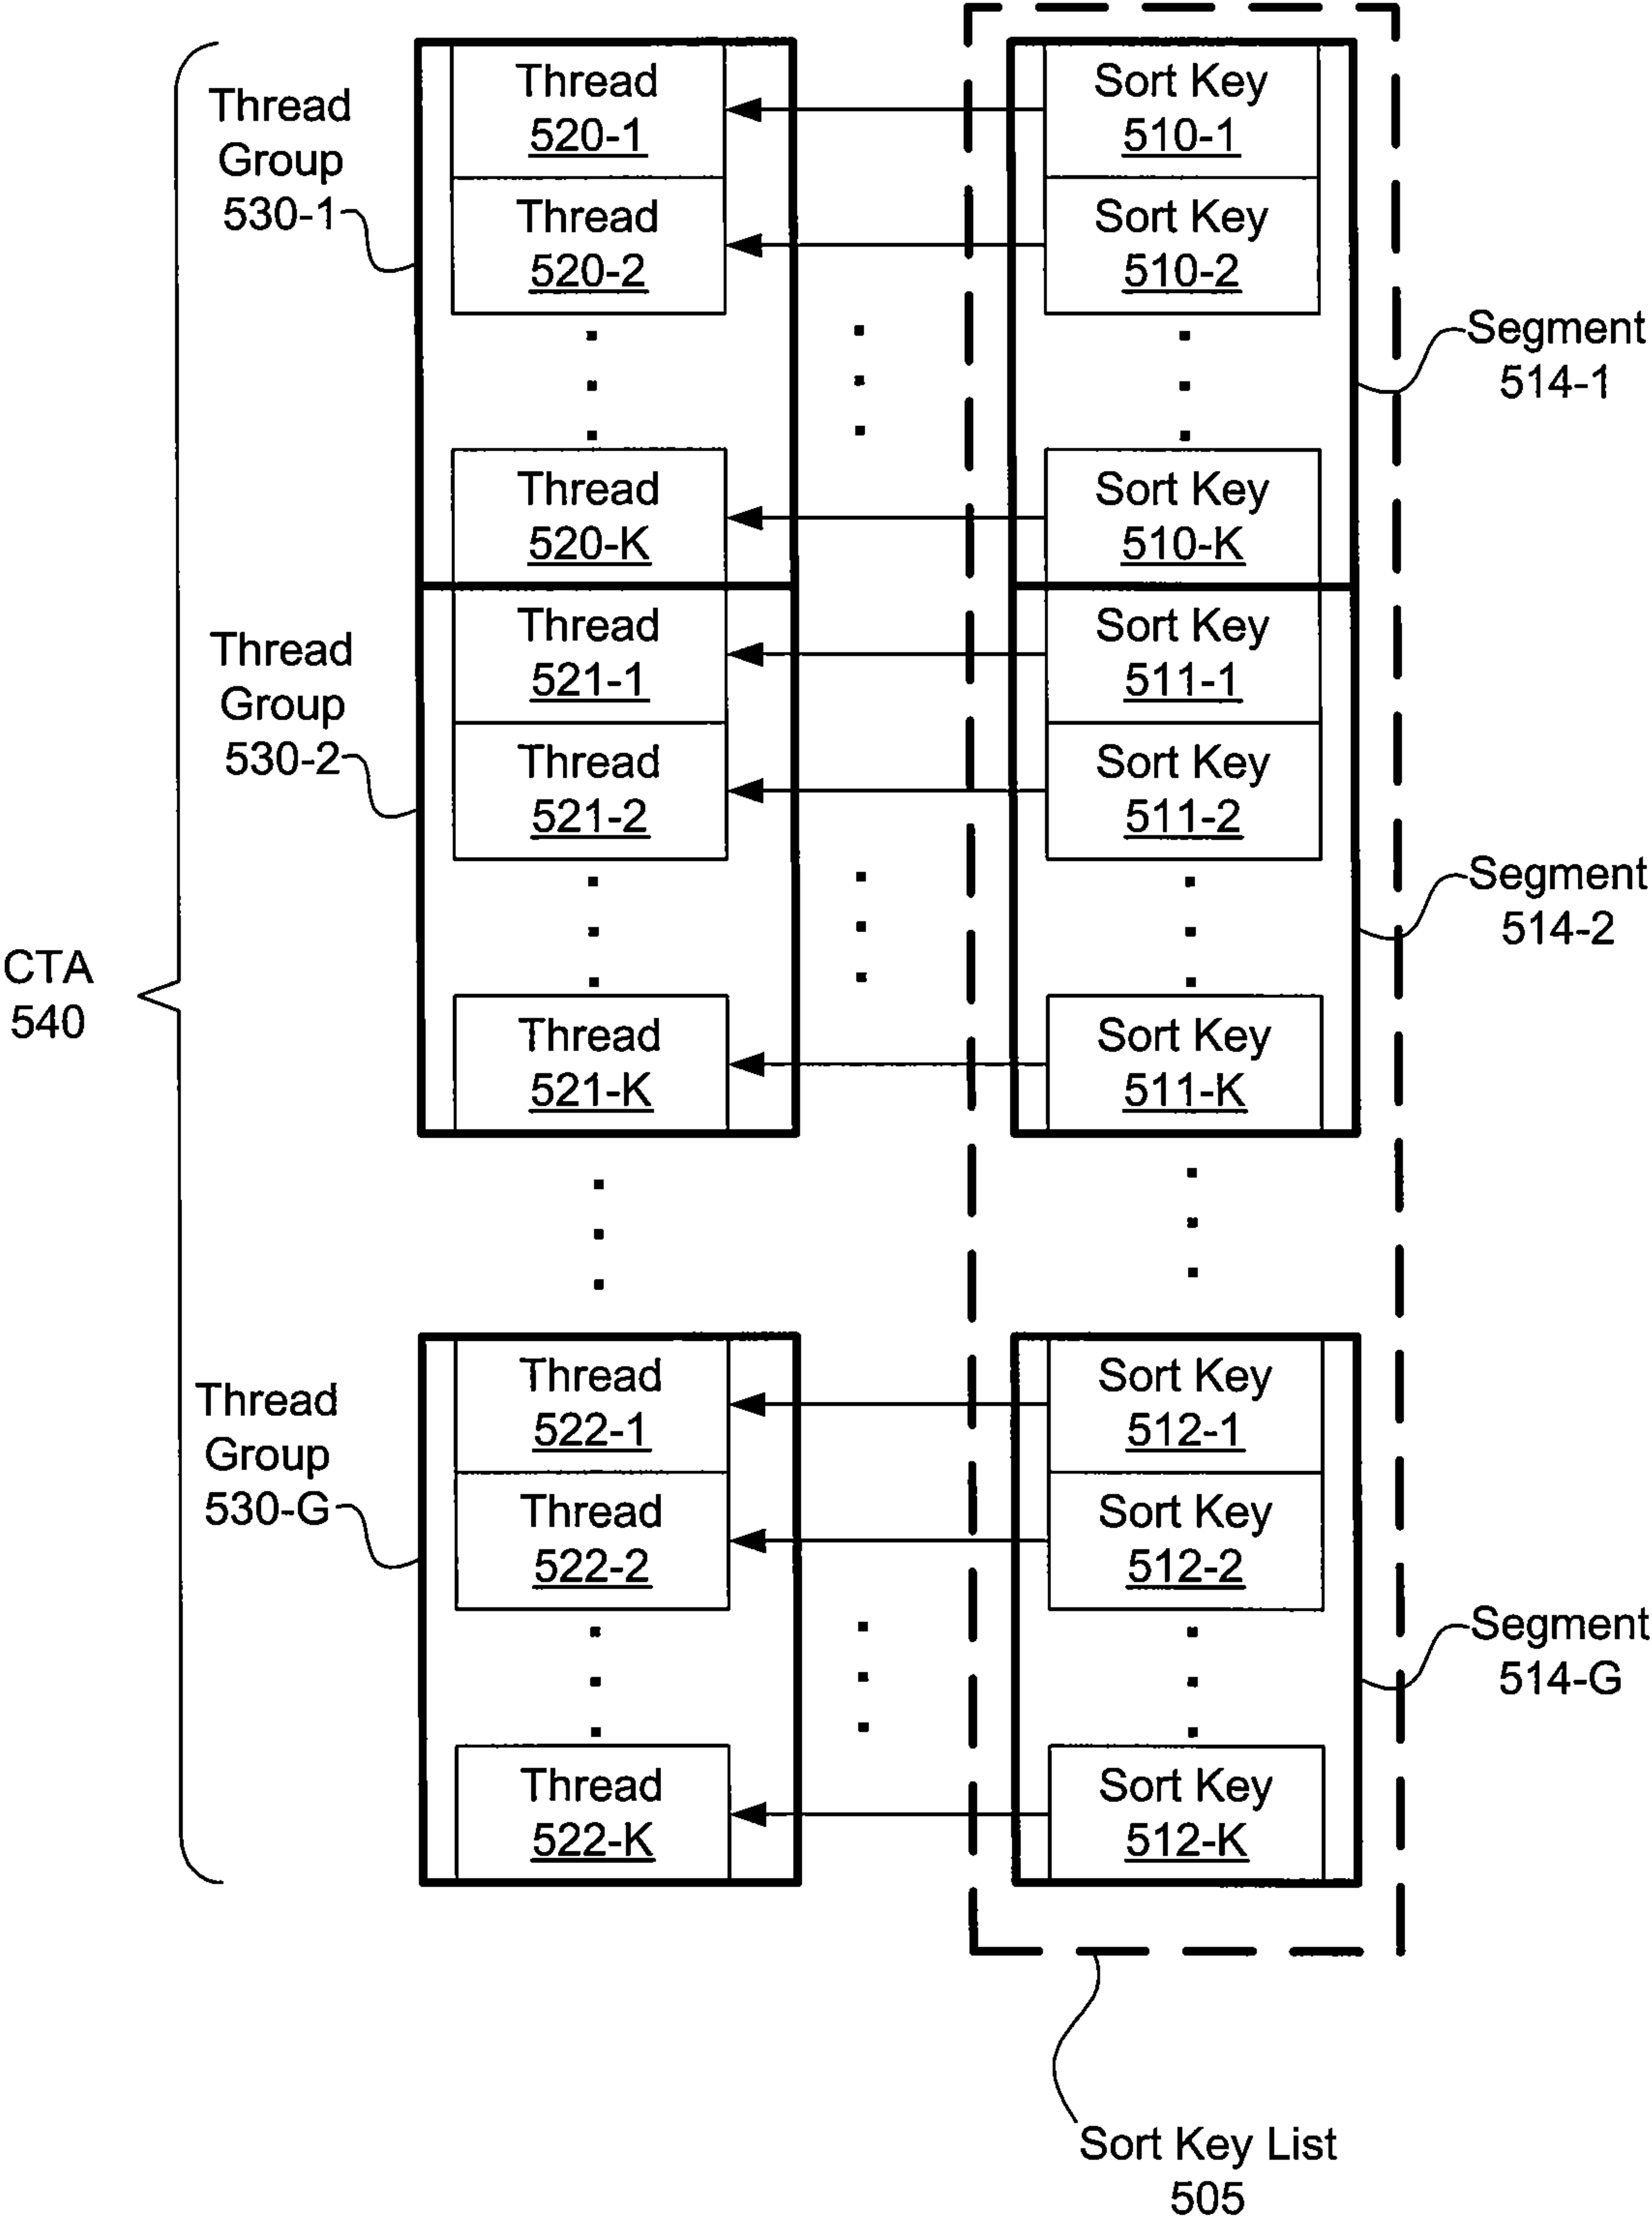 Thread
520-1
Sort Key
510-1
Thread
Group
530-1
Thread
520-2
Sort Key
510-2
Segment
514-1
Thread
520-K
Sort Key
510-K
Thread
Group
530-2
Thread
521-1
Sort Key
511-1
Thread
521-2
Sort Key
511-2
Segment
514-2
CTA
540
Thread
521-K
Sort Key
511-K
Thread
Group
530-G
Thread
522-1
Sort Key
512-1
Thread
522-2
Sort Key
512-2
Segment
514-G
Thread
522-K
Sort Key
512-K
Sort Key List
505